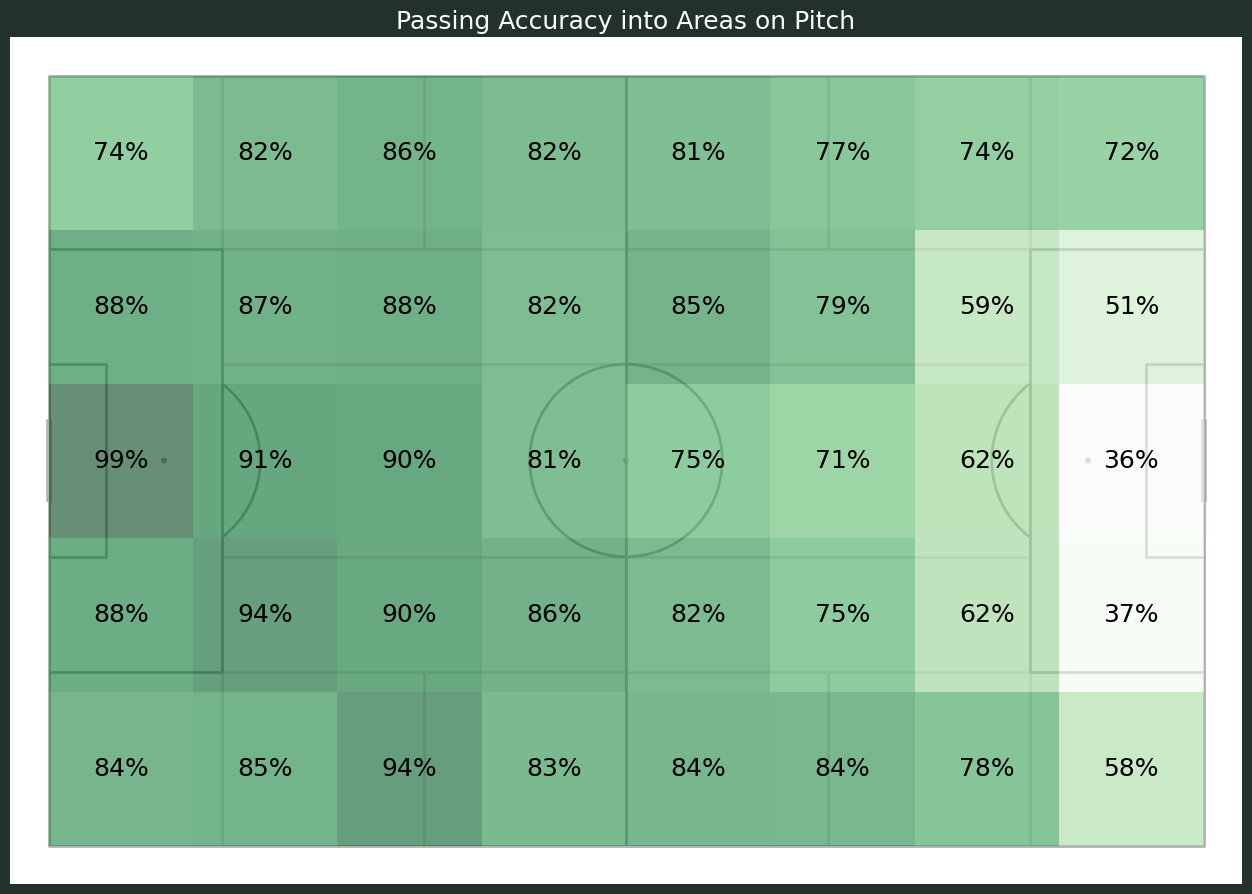 Passing Accuracy into Areas on Pitch
74% 82% 86% 82% 81% 77% 74% 72%
88% 87% 88% 82% 85% 79% 59% 51%
99% 91% 90% 81% 75% 71% 62% 36%
88% 94% 90% 86% 82% 75% 62% 37%
84% 85% 94% 83% 84% 84% 78% 58%